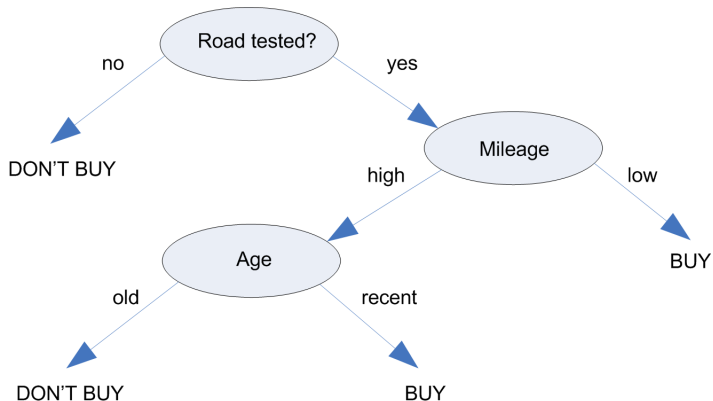 Road tested?
no
yes
DON'T BUY
Mileage
high
low
Age
BUY
old
recent
DON'T BUY
BUY